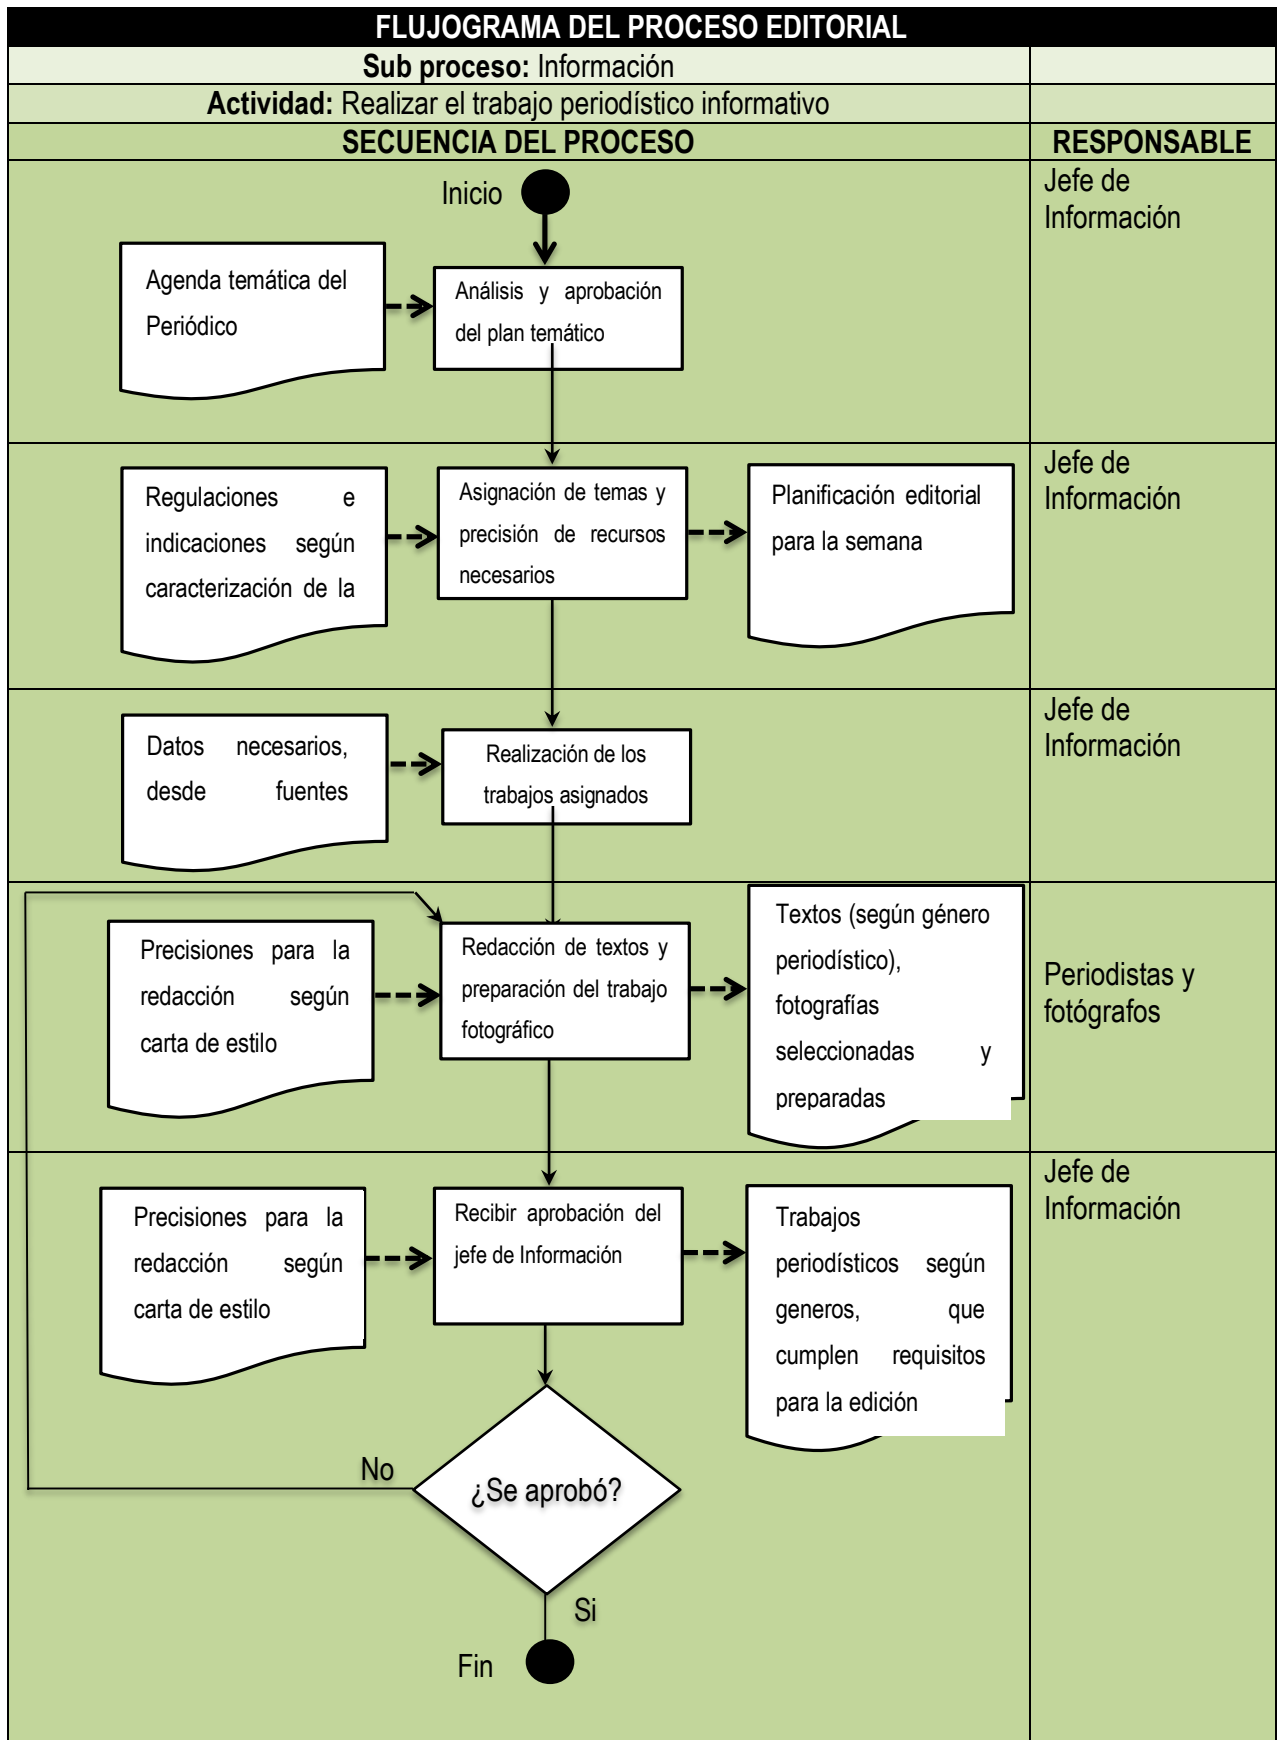 FLUJOGRAMA DEL PROCESO EDITORIAL
Sub proceso: Información
Actividad: Realizar el trabajo periodístico informativo
SECUENCIA DEL PROCESO
RESPONSABLE
Inicio
Jefe de
Información
Agenda temática del
Periódico
Análisis y aprobación
del plan temático
Regulaciones e
indicaciones según
caracterización de la
Asignación de temas y
precisión de recursos
necesarios
Planificación editorial
para la semana
Jefe de
Información
Datos necesarios,
desde fuentes
Realización de los
trabajos asignados
Jefe de
Información
Precisiones para la
redacción según
carta de estilo
Redacción de textos y
preparación del trabajo
fotográfico
Textos (según género
periodístico),
fotografías
seleccionadas y
preparadas
Periodistas y
fotógrafos
Precisiones para la
redacción según
carta de estilo
Recibir aprobación del
jefe de Información
Trabajos
periodísticos según
generos, que
cumplen requisitos
para la edición
Jefe de
Información
No
¿Se aprobó?
Si
Fin